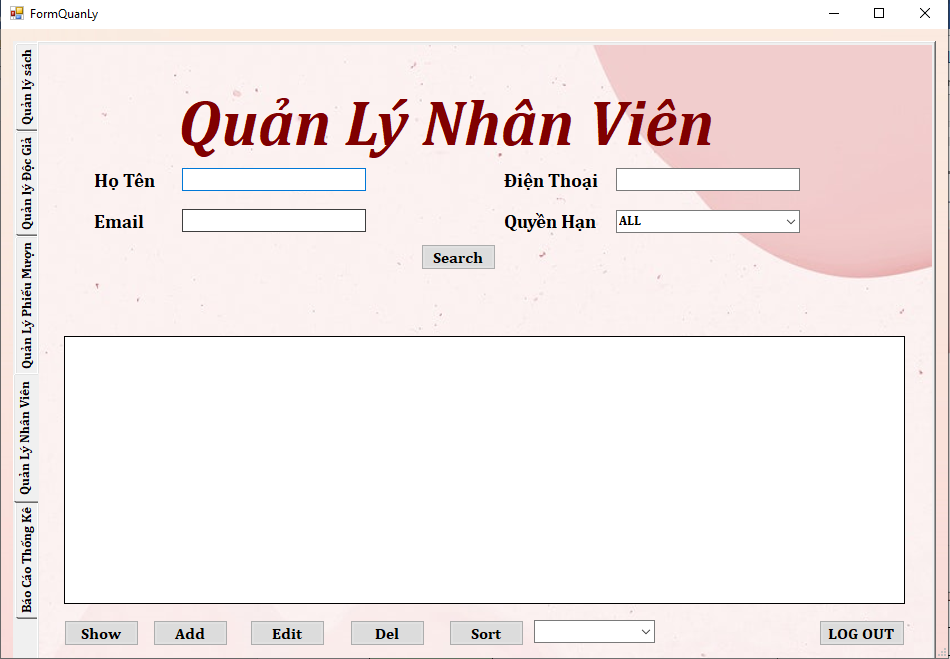 FormQuanLy
Quản lý sách
Quản lý Độc Giả
Quản Lý Phiếu Mượn
Quản Lý Nhân Viên
Báo Cáo Thống Kê
Quản Lý Nhân Viên
Họ Tên
Điện Thoại
Email
Quyền Hạn
ALL
Search
Show
Add
Edit
Del
Sort
LOG OUT